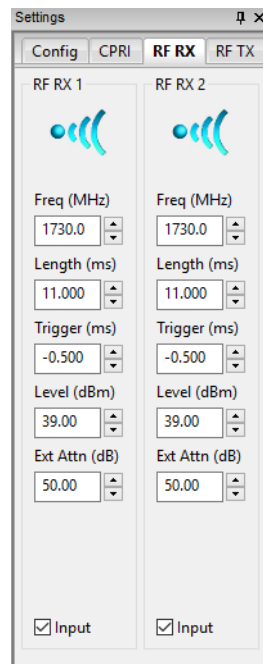 Settings
Config CPRI RF RX RF TX
RF RX 1 RF RX 2
Freq (MHz) Freq (MHz)
1730.0 1730.0
Length (ms) Length (ms)
11.000 11.000
Trigger (ms) Trigger (ms)
-0.500 -0.500
Level (dBm) Level (dBm)
39.00 39.00
Ext Attn (dB) Ext Attn (dB)
50.00 50.00
Input Input